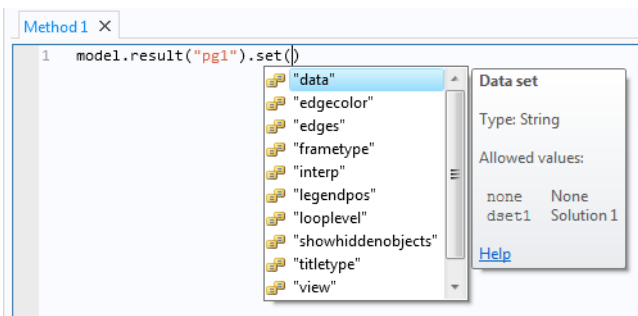 Method 1
1 model.result("pg1").set()
"data"
"edgecolor"
"edges"
"frametype"
"interp"
"legendpos"
"looplevel"
"showhiddenobjects"
"titletype"
"view"
Data set
Type: String
Allowed values:
none None
dset1 Solution 1
Help